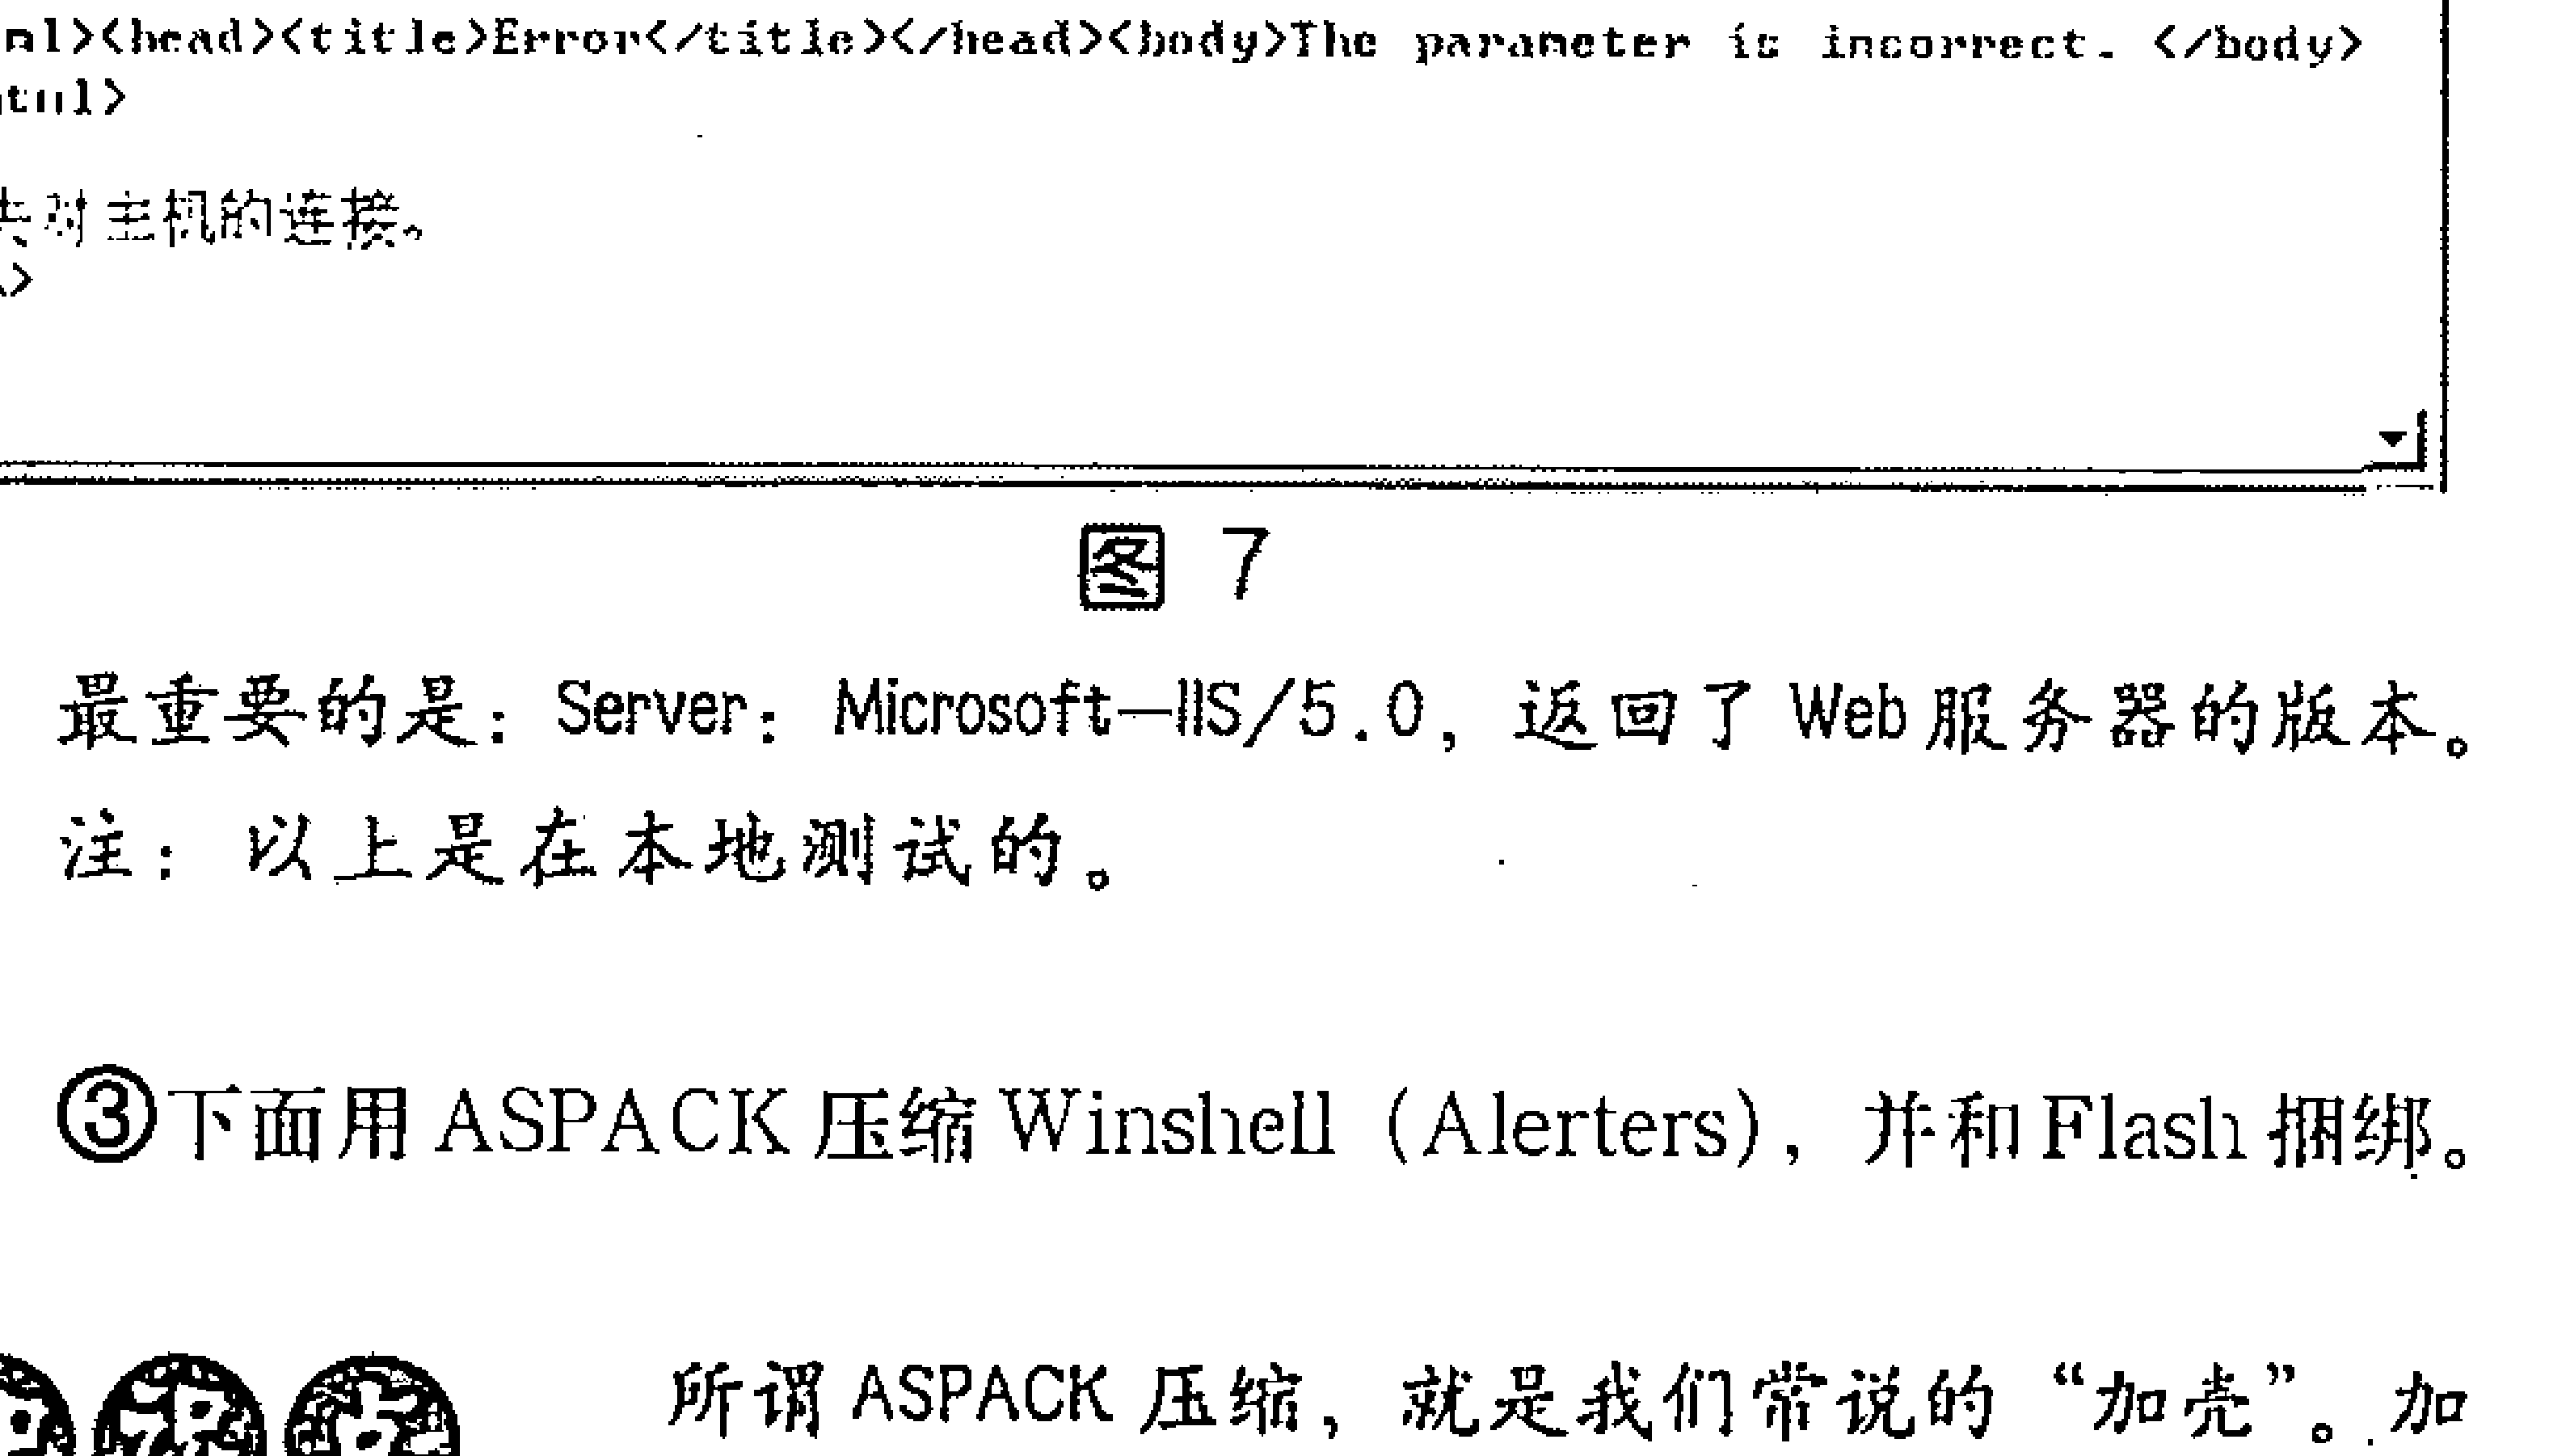 ml><head><title>Error</title></head><body>The parameter is incorrect. </body>
html>
失对主机的连接。
\>
图 7
最重要的是：Server：Microsoft—IIS/5.0，返回了 Web 服务器的版本。
注：以上是在本地测试的。
③下面用 ASPACK 压缩 Winshell（Alerters），并和 Flash 捆绑。
所谓 ASPACK 压缩，就是我们常说的“加壳”。加